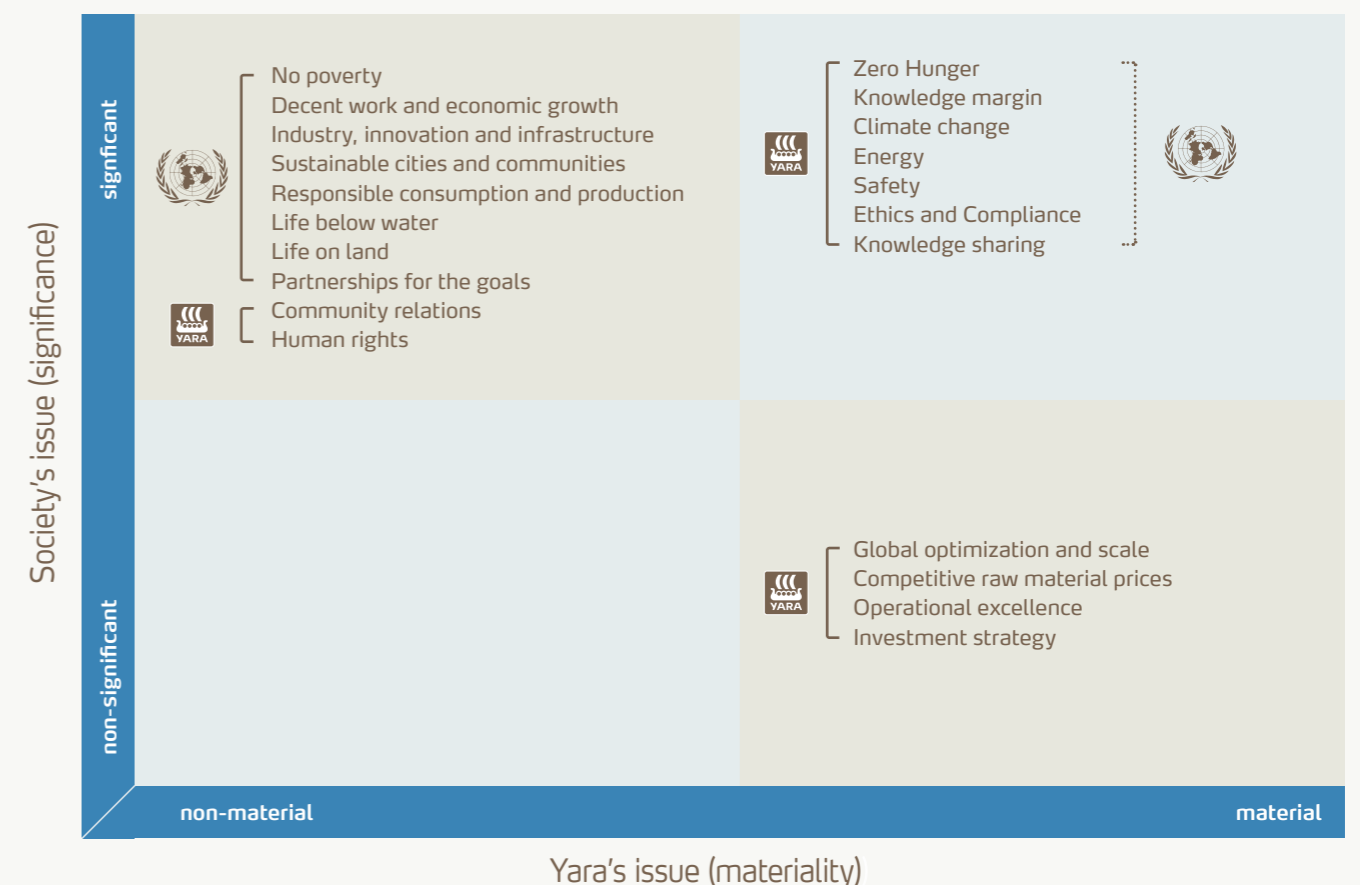 Society's issue (significance)
signficant
non-significant
No poverty
Decent work and economic growth
Industry, innovation and infrastructure
Sustainable cities and communities
Responsible consumption and production
Life below water
Life on land
Partnerships for the goals
YARA
Community relations
Human rights
YARA
Zero Hunger
Knowledge margin
Climate change
Energy
Safety
Ethics and Compliance
Knowledge sharing
YARA
Global optimization and scale
Competitive raw material prices
Operational excellence
Investment strategy
non-material
material
Yara's issue (materiality)